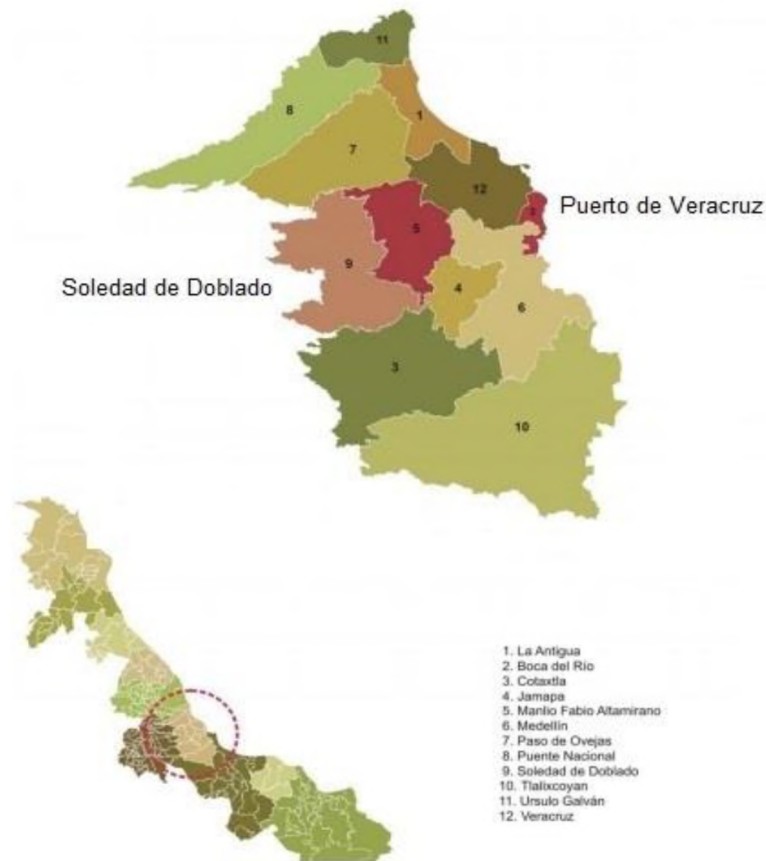 11
8
1
7
12
Puerto de Veracruz
2
5
9
Soledad de Doblado
4
6
3
10
1. La Antigua
2. Boca del Río
3. Cotaxtla
4. Jamapa
5. Manlio Fabio Altamirano
6. Medellín
7. Paso de Ovejas
8. Puente Nacional
9. Soledad de Doblado
10. Tlalixcoyan
11. Ursulo Galván
12. Veracruz